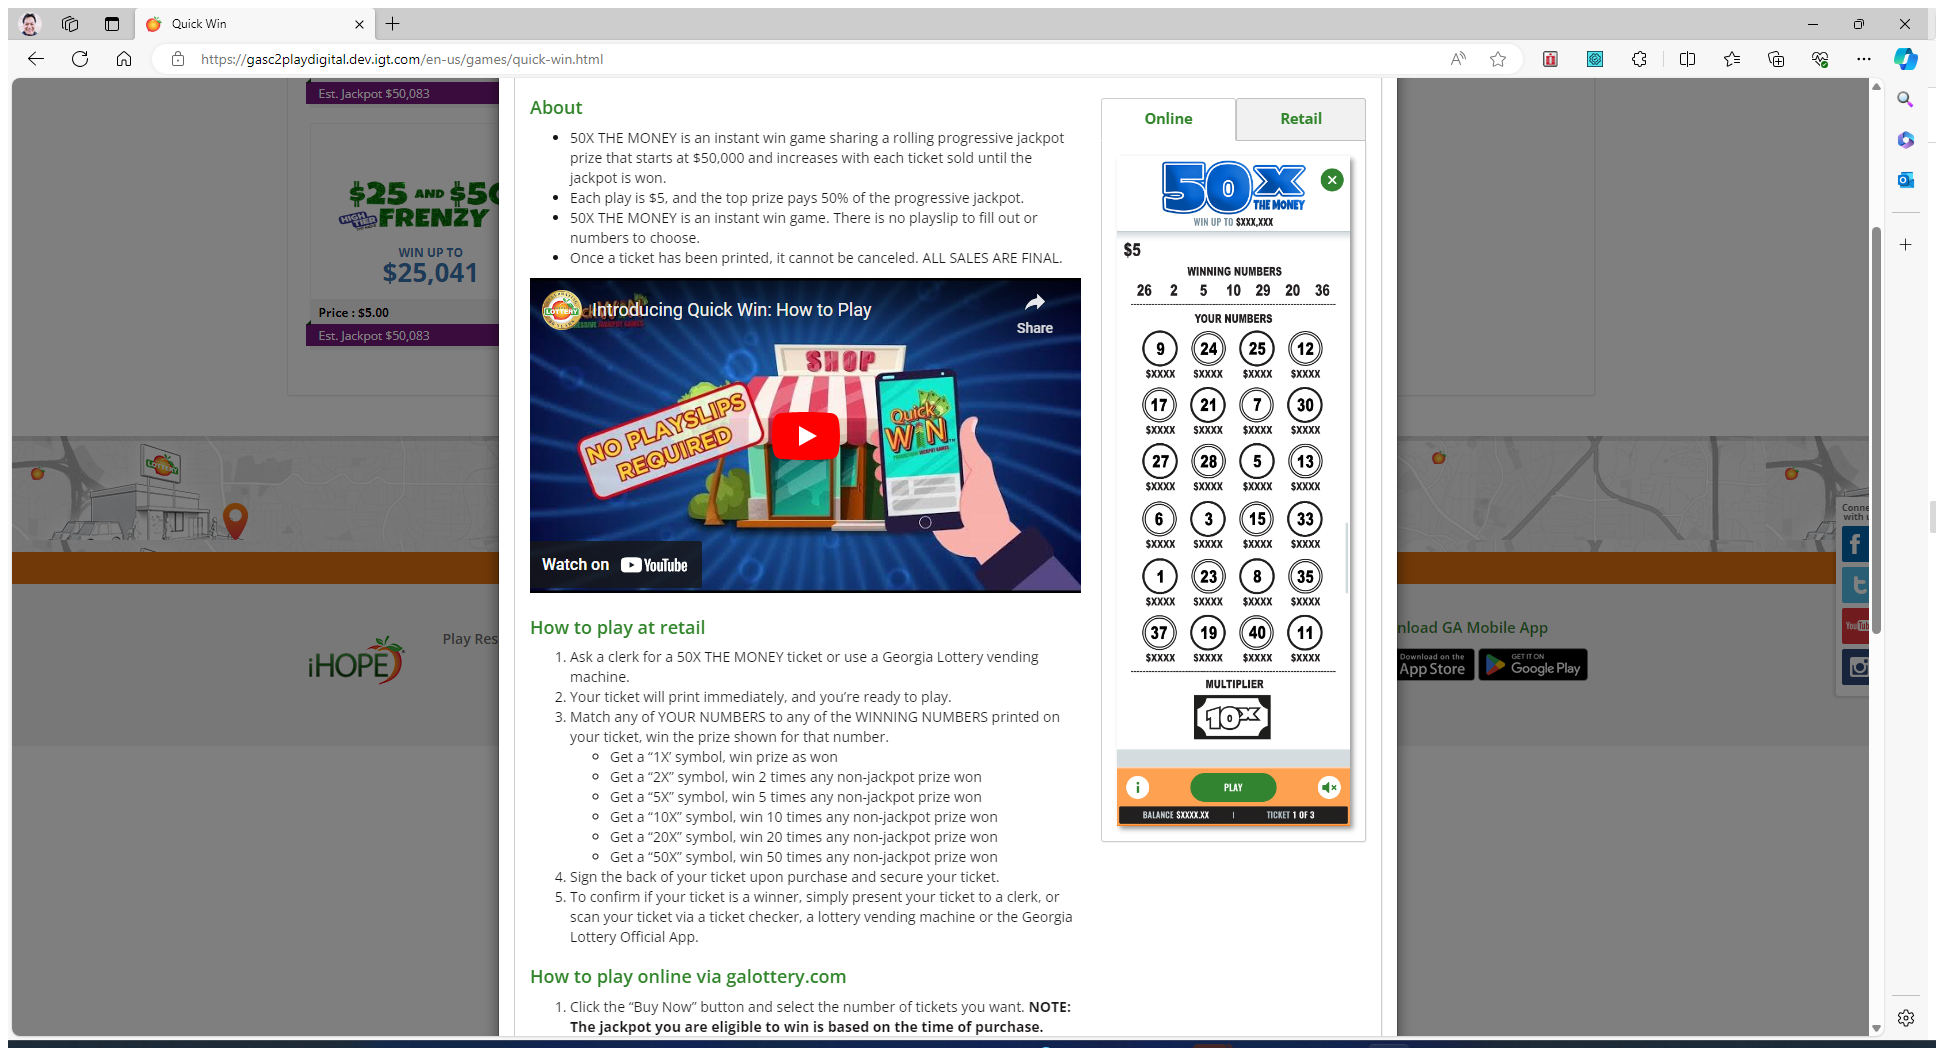 Quick Win
https://gasc2playdigital.dev.igt.com/en-us/games/quick-win.html
Est. Jackpot $50,083
$25 AND $50
HIGH TIER
FRENZY
WIN UP TO
$25,041
Price : $5.00
Est. Jackpot $50,083
iHOPE
Play Res
About
• 50X THE MONEY is an instant win game sharing a rolling progressive jackpot
prize that starts at $50,000 and increases with each ticket sold until the
jackpot is won.
• Each play is $5, and the top prize pays 50% of the progressive jackpot.
• 50X THE MONEY is an instant win game. There is no playslip to fill out or
numbers to choose.
• Once a ticket has been printed, it cannot be canceled. ALL SALES ARE FINAL.
LOTTERY
Introducing Quick Win: How to Play
Share
SHOP
NO PLAYSLIPS
REQUIRED
Quick
WIN
Watch on YouTube
How to play at retail
1. Ask a clerk for a 50X THE MONEY ticket or use a Georgia Lottery vending
machine.
2. Your ticket will print immediately, and you’re ready to play.
3. Match any of YOUR NUMBERS to any of the WINNING NUMBERS printed on
your ticket, win the prize shown for that number.
Get a “1X’ symbol, win prize as won
Get a “2X” symbol, win 2 times any non-jackpot prize won
Get a “5X” symbol, win 5 times any non-jackpot prize won
Get a “10X” symbol, win 10 times any non-jackpot prize won
Get a “20X” symbol, win 20 times any non-jackpot prize won
Get a “50X” symbol, win 50 times any non-jackpot prize won
4. Sign the back of your ticket upon purchase and secure your ticket.
5. To confirm if your ticket is a winner, simply present your ticket to a clerk, or
scan your ticket via a ticket checker, a lottery vending machine or the Georgia
Lottery Official App.
How to play online via galottery.com
1. Click the “Buy Now” button and select the number of tickets you want. NOTE:
The jackpot you are eligible to win is based on the time of purchase.
Online Retail
50X
THE MONEY
WIN UP TO $XXX,XXX
$5
WINNING NUMBERS
26 2 5 10 29 20 36
YOUR NUMBERS
9 24 25 12
$XXXX $XXXX $XXXX $XXXX
17 21 7 30
$XXXX $XXXX $XXXX $XXXX
27 28 5 13
$XXXX $XXXX $XXXX $XXXX
6 3 15 33
$XXXX $XXXX $XXXX $XXXX
1 23 8 35
$XXXX $XXXX $XXXX $XXXX
37 19 40 11
$XXXX $XXXX $XXXX $XXXX
MULTIPLIER
10X
PLAY
BALANCE $XXXX.XX | TICKET 1 OF 3
Conne
with u
nload GA Mobile App
Download on the
App Store
GET IT ON
Google Play